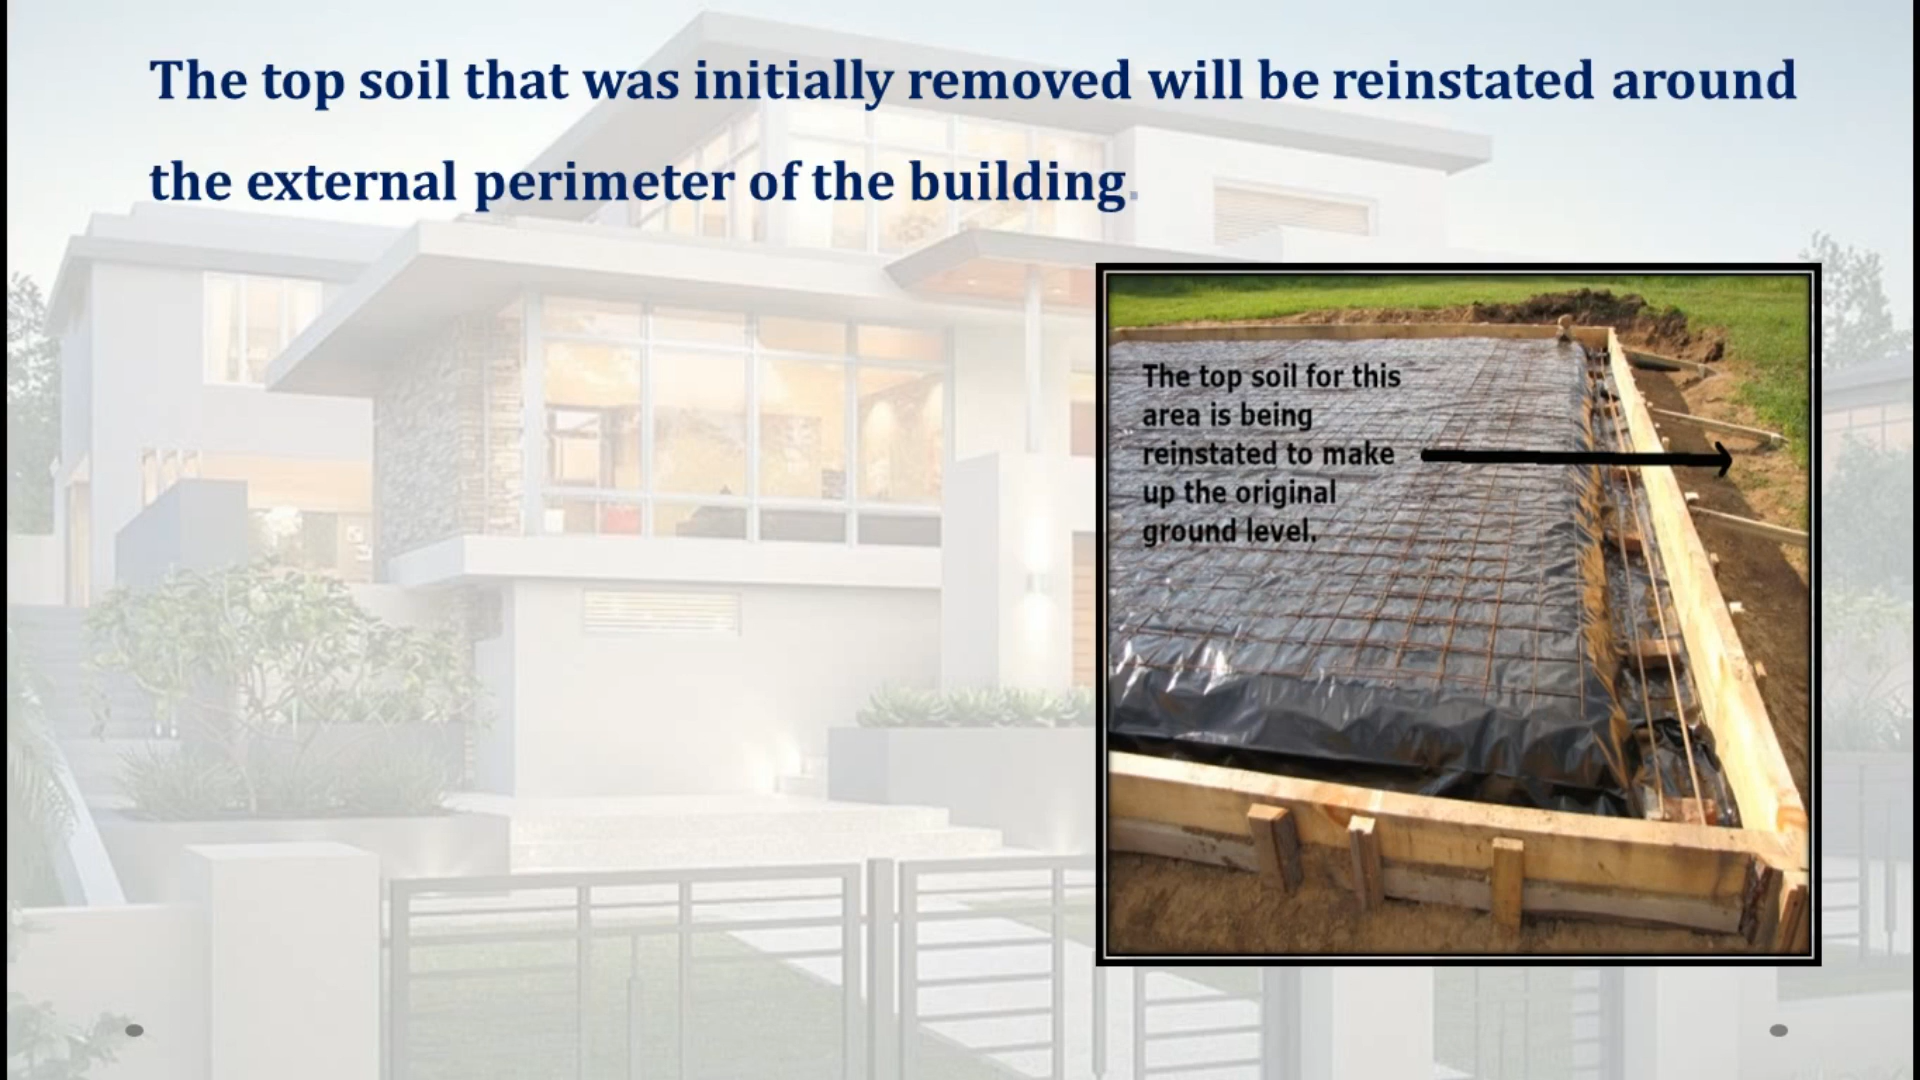 The top soil that was initially removed will be reinstated around
the external perimeter of the building.
The top soil for this
area is being
reinstated to make
up the original
ground level.